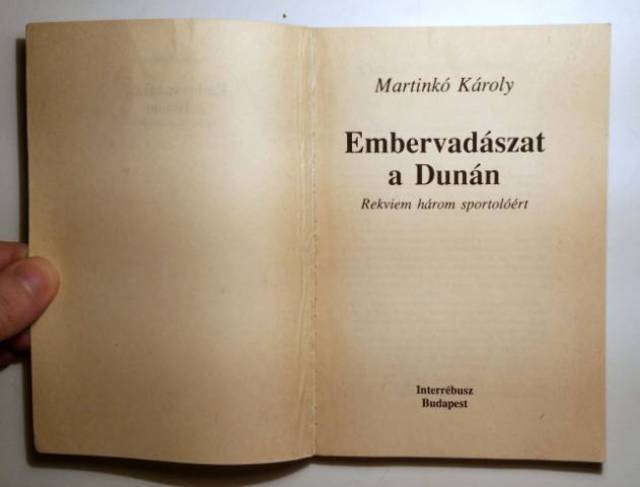 Martinkó Károly
Embervadászat
a Dunán
Rekviem három sportolóért
Interrébusz
Budapest